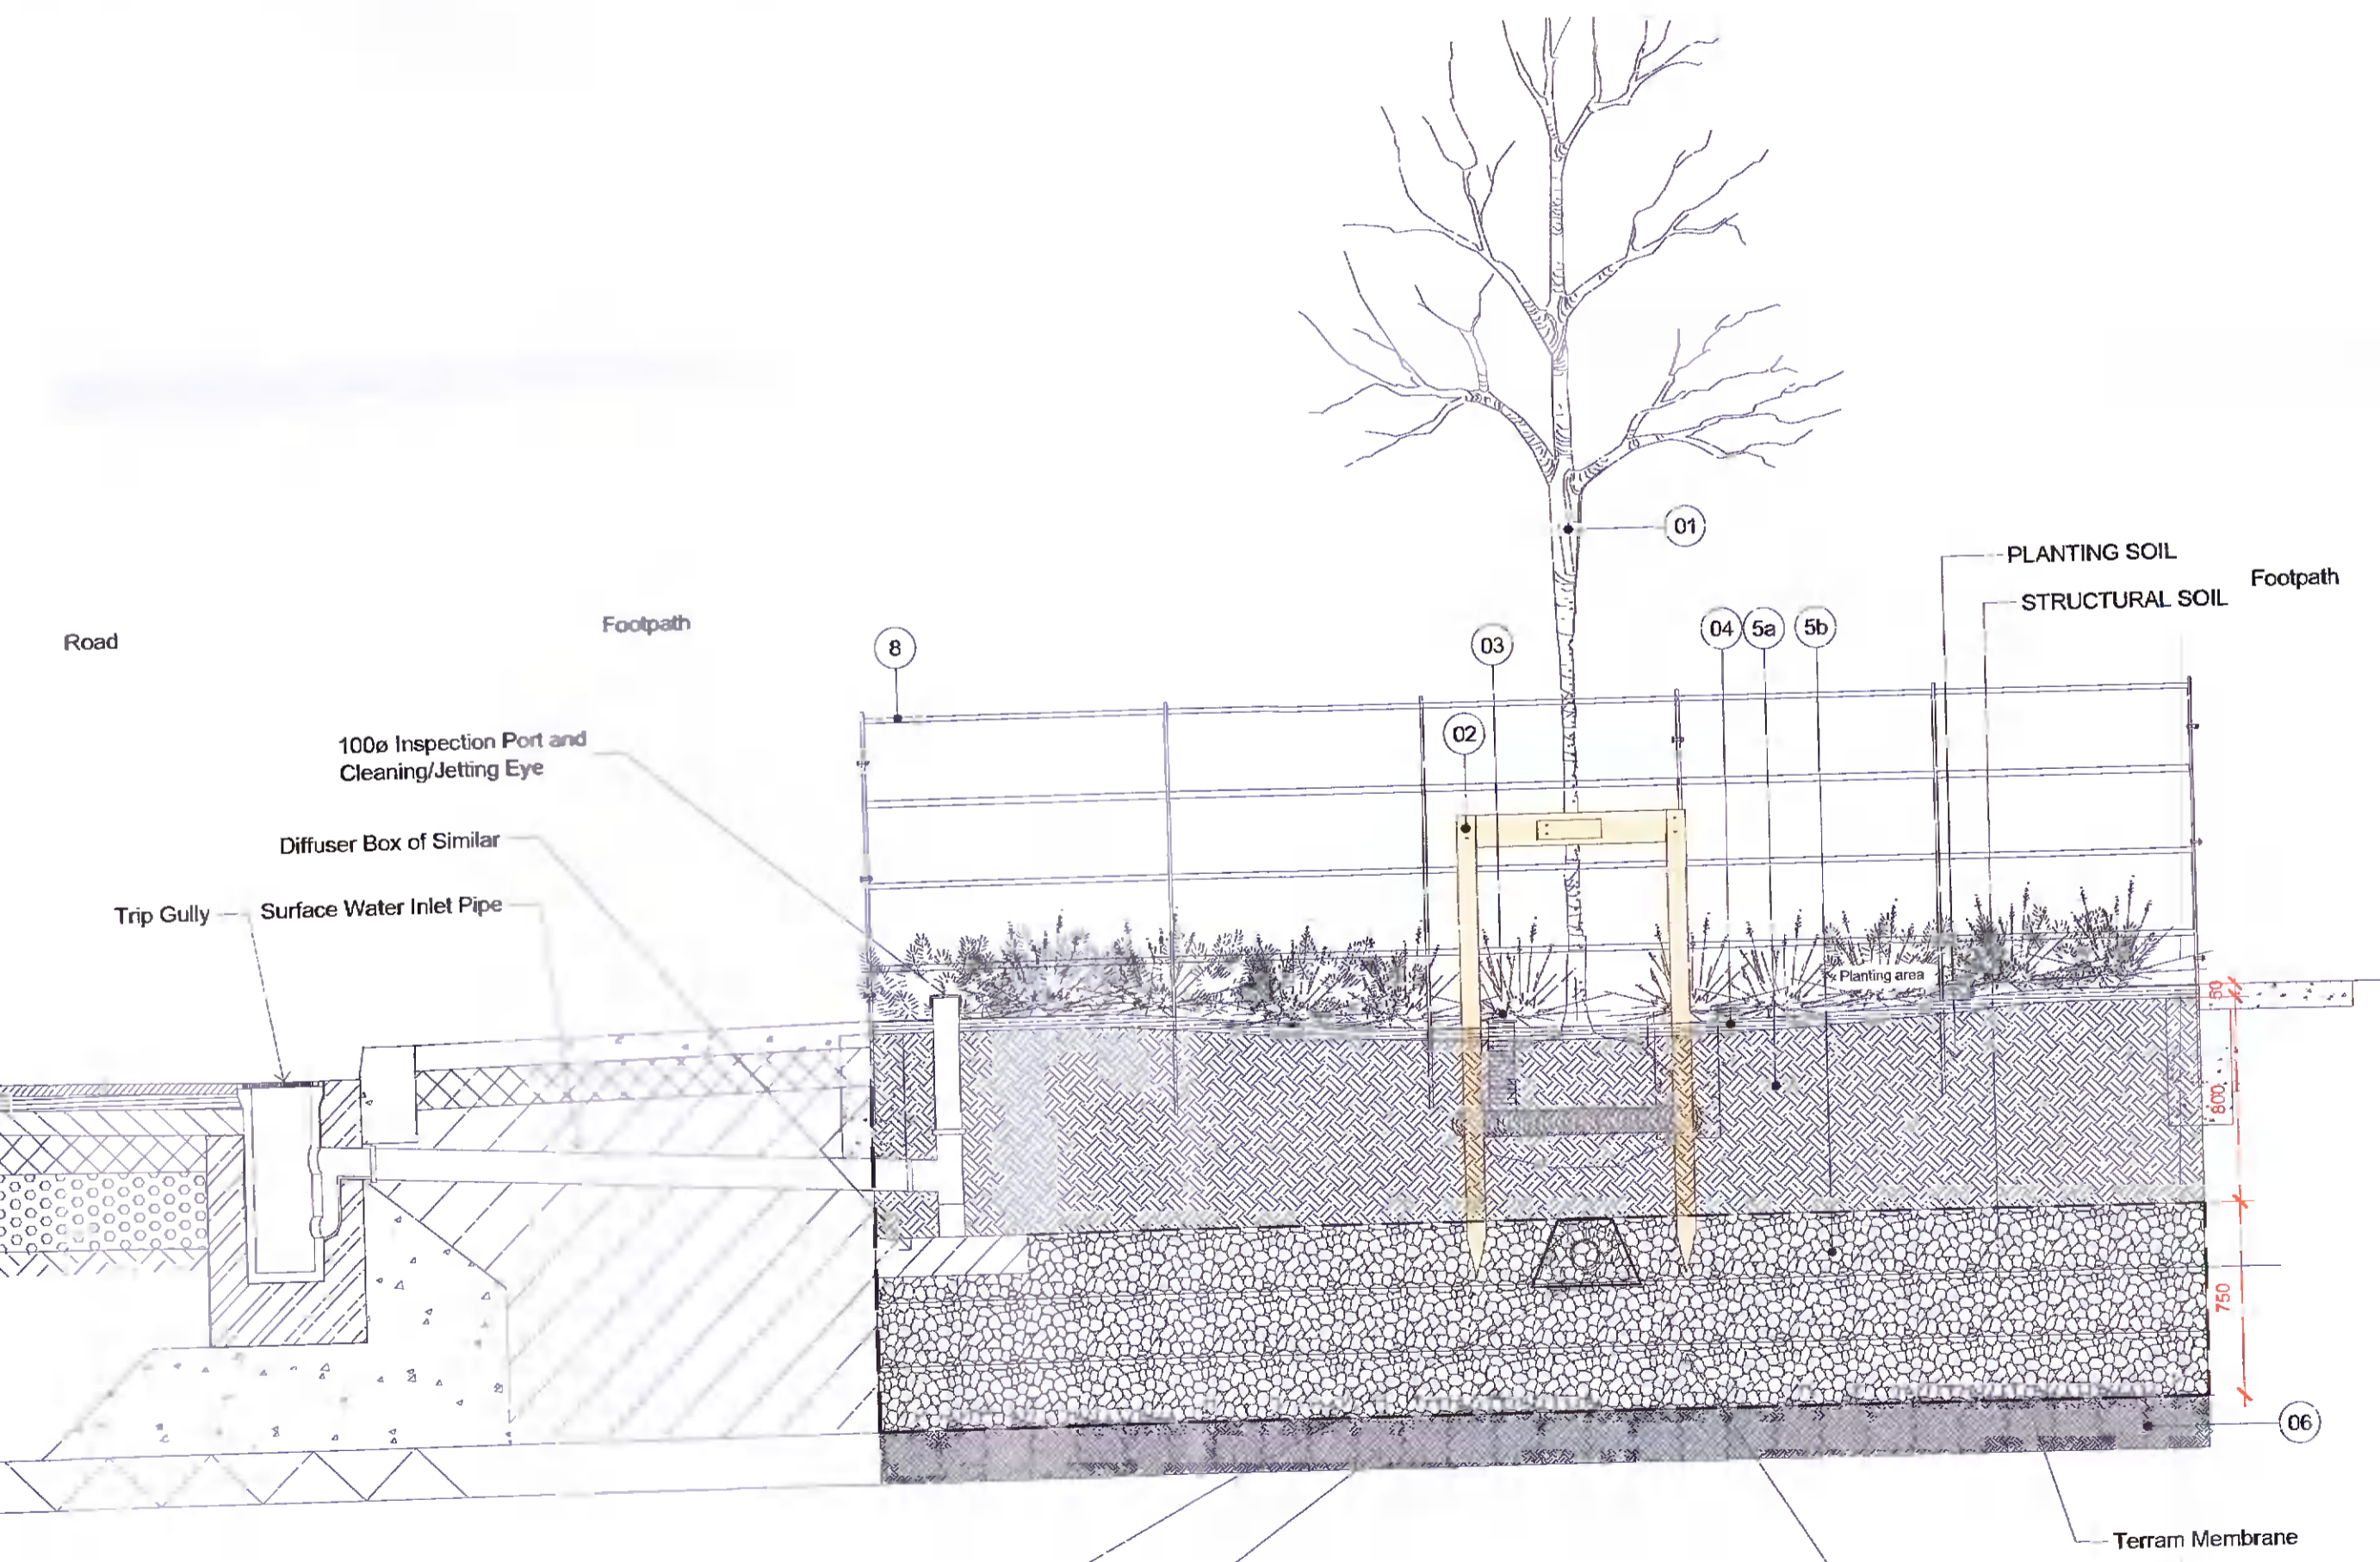 01
PLANTING SOIL
Footpath
STRUCTURAL SOIL
Road
Footpath
8
03
04
5a
5b
02
100ø Inspection Port and
Cleaning/Jetting Eye
Diffuser Box of Similar
Trip Gully
Surface Water Inlet Pipe
Planting area
50
800
750
06
Terram Membrane